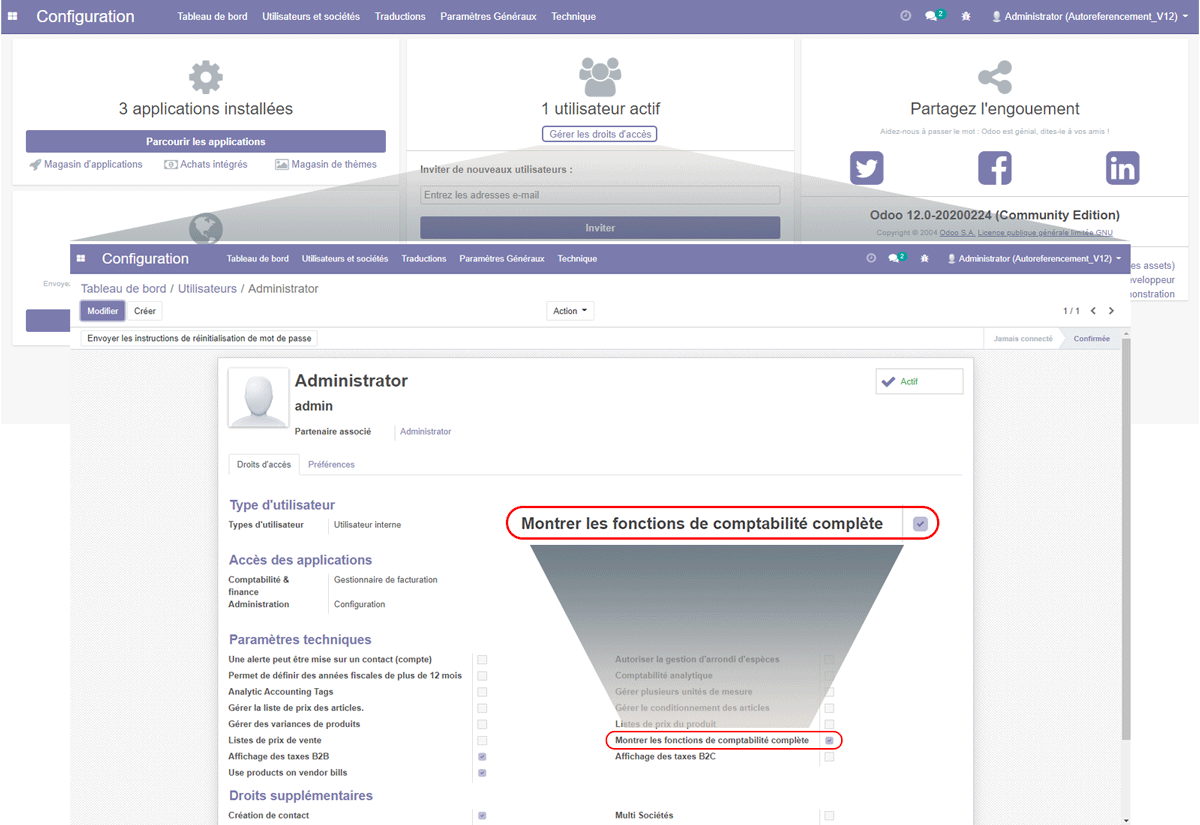 Configuration Tableau de bord Utilisateurs et sociétés Traductions Paramètres Généraux Technique 2 Administrator (Autoreferencement_V12)
3 applications installées
Parcourir les applications
Magasin d'applications Achats intégrés Magasin de thèmes
1 utilisateur actif
Gérer les droits d'accès
Inviter de nouveaux utilisateurs :
Entrez les adresses e-mail
Inviter
Partagez l'engouement
Aidez-nous à passer le mot : Odoo est génial, dites-le à vos amis !
Odoo 12.0-20200224 (Community Edition)
Copyright © 2004 Odoo S.A. Licence publique générale limitée GNU
es assets)
veloppeur
onstration
Envoyez
Configuration Tableau de bord Utilisateurs et sociétés Traductions Paramètres Généraux Technique 2 Administrator (Autoreferencement_V12)
Tableau de bord / Utilisateurs / Administrator
Modifier Créer Action 1 / 1
Envoyer les instructions de réinitialisation de mot de passe Jamais connecté Confirmée
Administrator
Actif
admin
Partenaire associé Administrator
Droits d'accès Préférences
Type d'utilisateur
Types d'utilisateur Utilisateur interne
Montrer les fonctions de comptabilité complète
Accès des applications
Comptabilité & finance Gestionnaire de facturation
Administration Configuration
Paramètres techniques
Une alerte peut être mise sur un contact (compte) Autoriser la gestion d'arrondi d'espèces
Permet de définir des années fiscales de plus de 12 mois Comptabilité analytique
Analytic Accounting Tags Gérer plusieurs unités de mesure
Gérer la liste de prix des articles. Gérer le conditionnement des articles
Gérer des variances de produits Listes de prix du produit
Listes de prix de vente Montrer les fonctions de comptabilité complète
Affichage des taxes B2B Affichage des taxes B2C
Use products on vendor bills
Droits supplémentaires
Création de contact Multi Sociétés